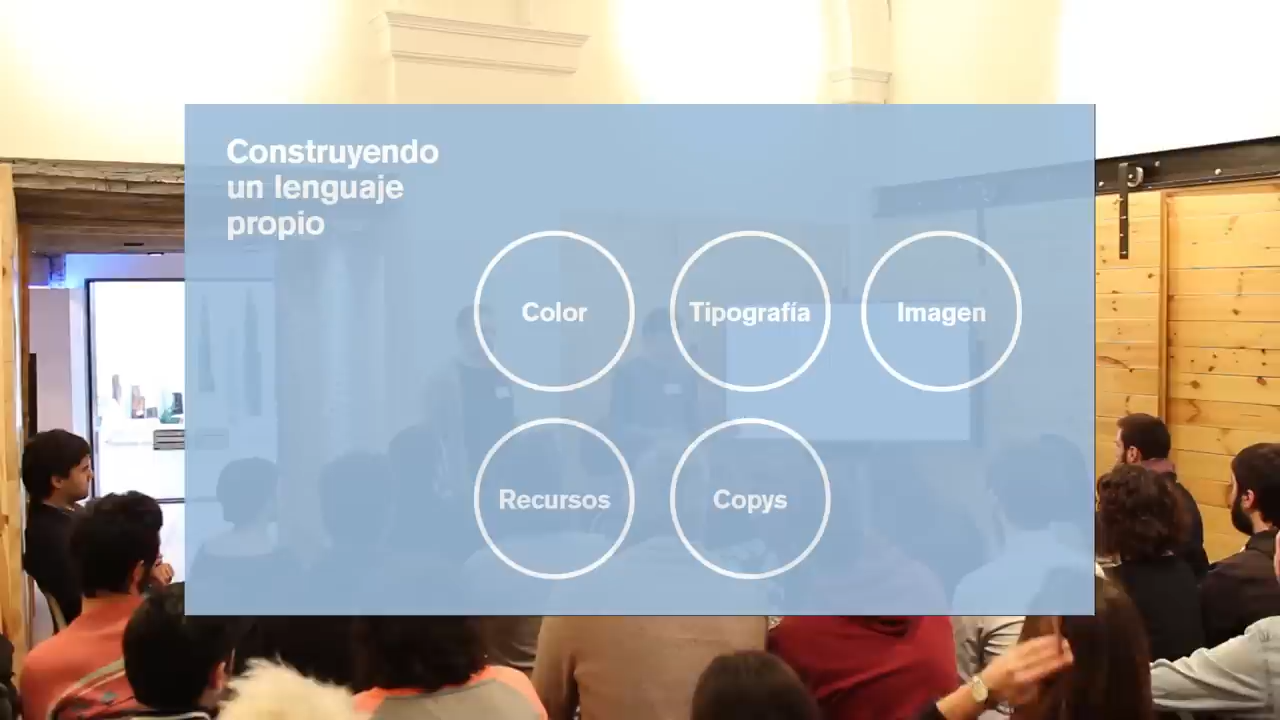 Construyendo
un lenguaje
propio
Color
Tipografía
Imagen
Recursos
Copys